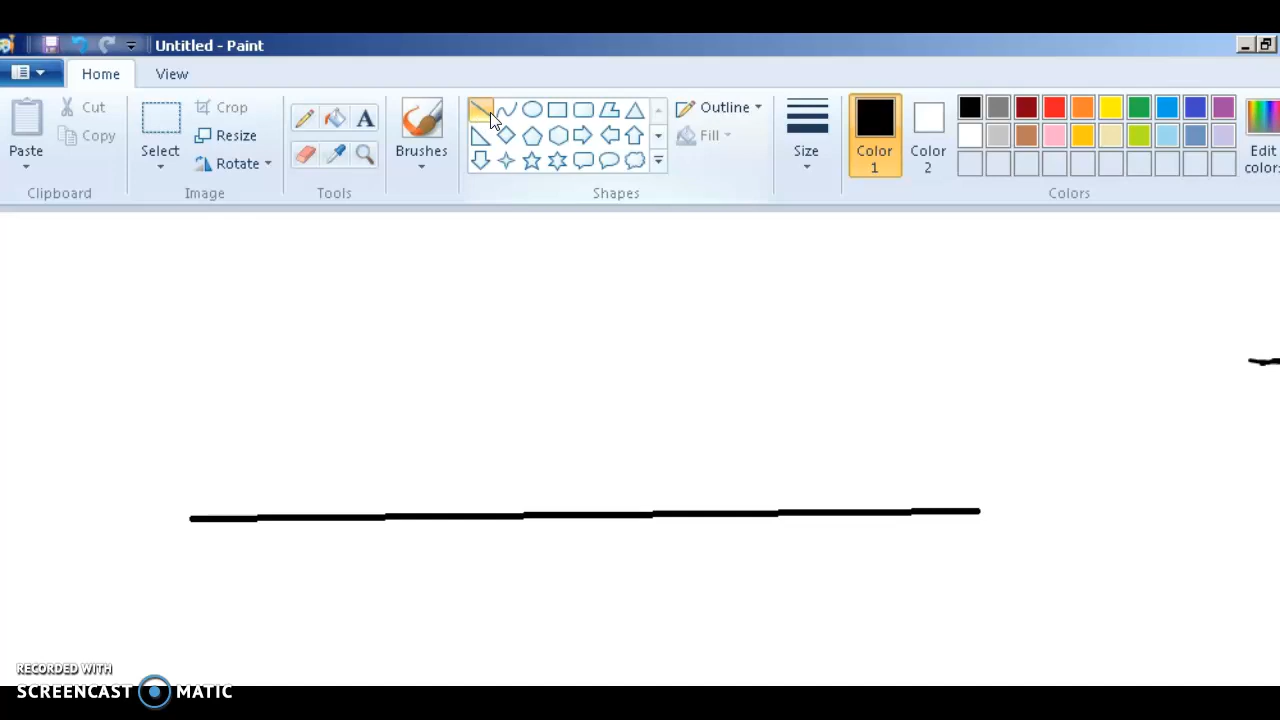 Untitled - Paint
Home View
Paste
Cut
Copy
Clipboard
Select
Crop
Resize
Rotate
Image
A
Tools
Brushes
Outline
Fill
Shapes
Size
Color 1
Color 2
Colors
Edit colors
RECORDED WITH
SCREENCAST MATIC